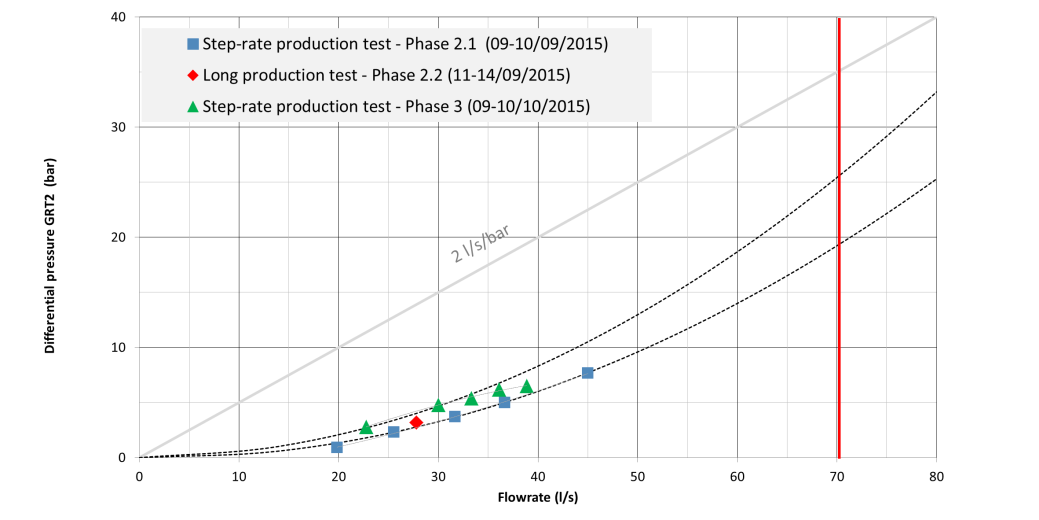 40
Step-rate production test - Phase 2.1  (09-10/09/2015)
Long production test - Phase 2.2 (11-14/09/2015)
Step-rate production test - Phase 3 (09-10/10/2015)
30
Differential pressure GRT2  (bar)
20
2 l/s/bar
10
0
0 10 20 30 40 50 60 70 80
Flowrate (l/s)